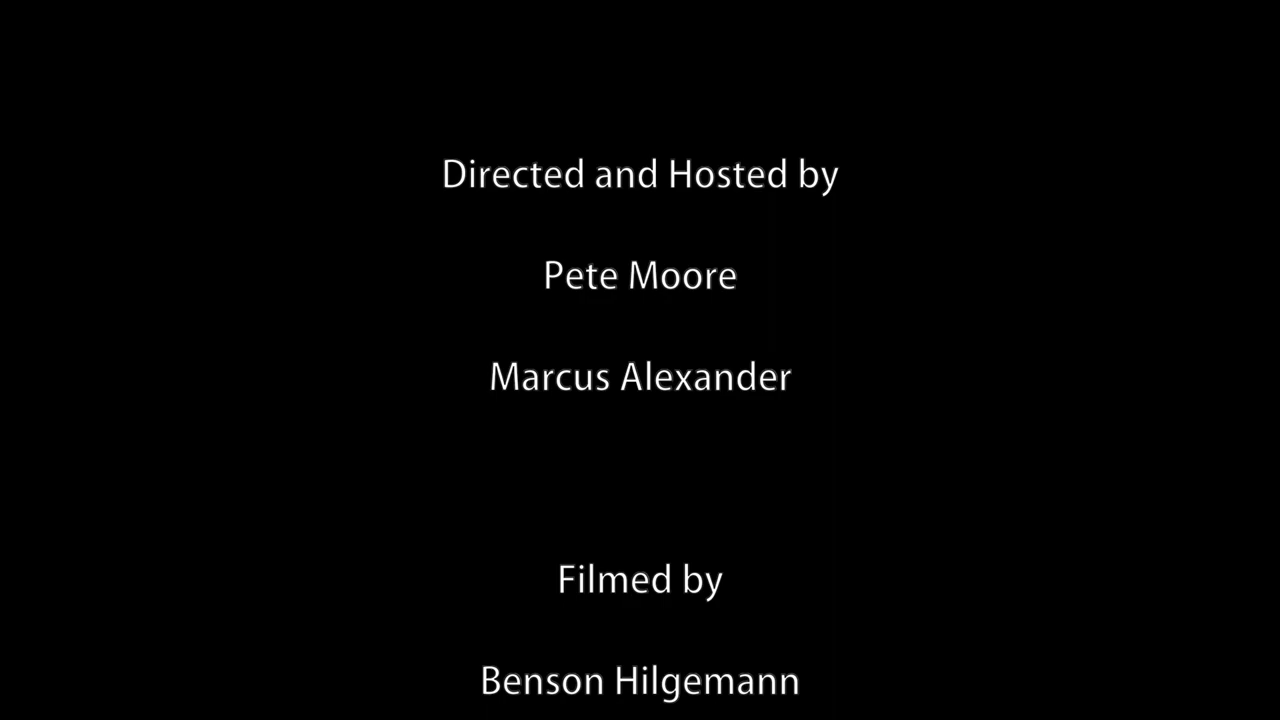 Directed and Hosted by
Pete Moore
Marcus Alexander
Filmed by
Benson Hilgemann